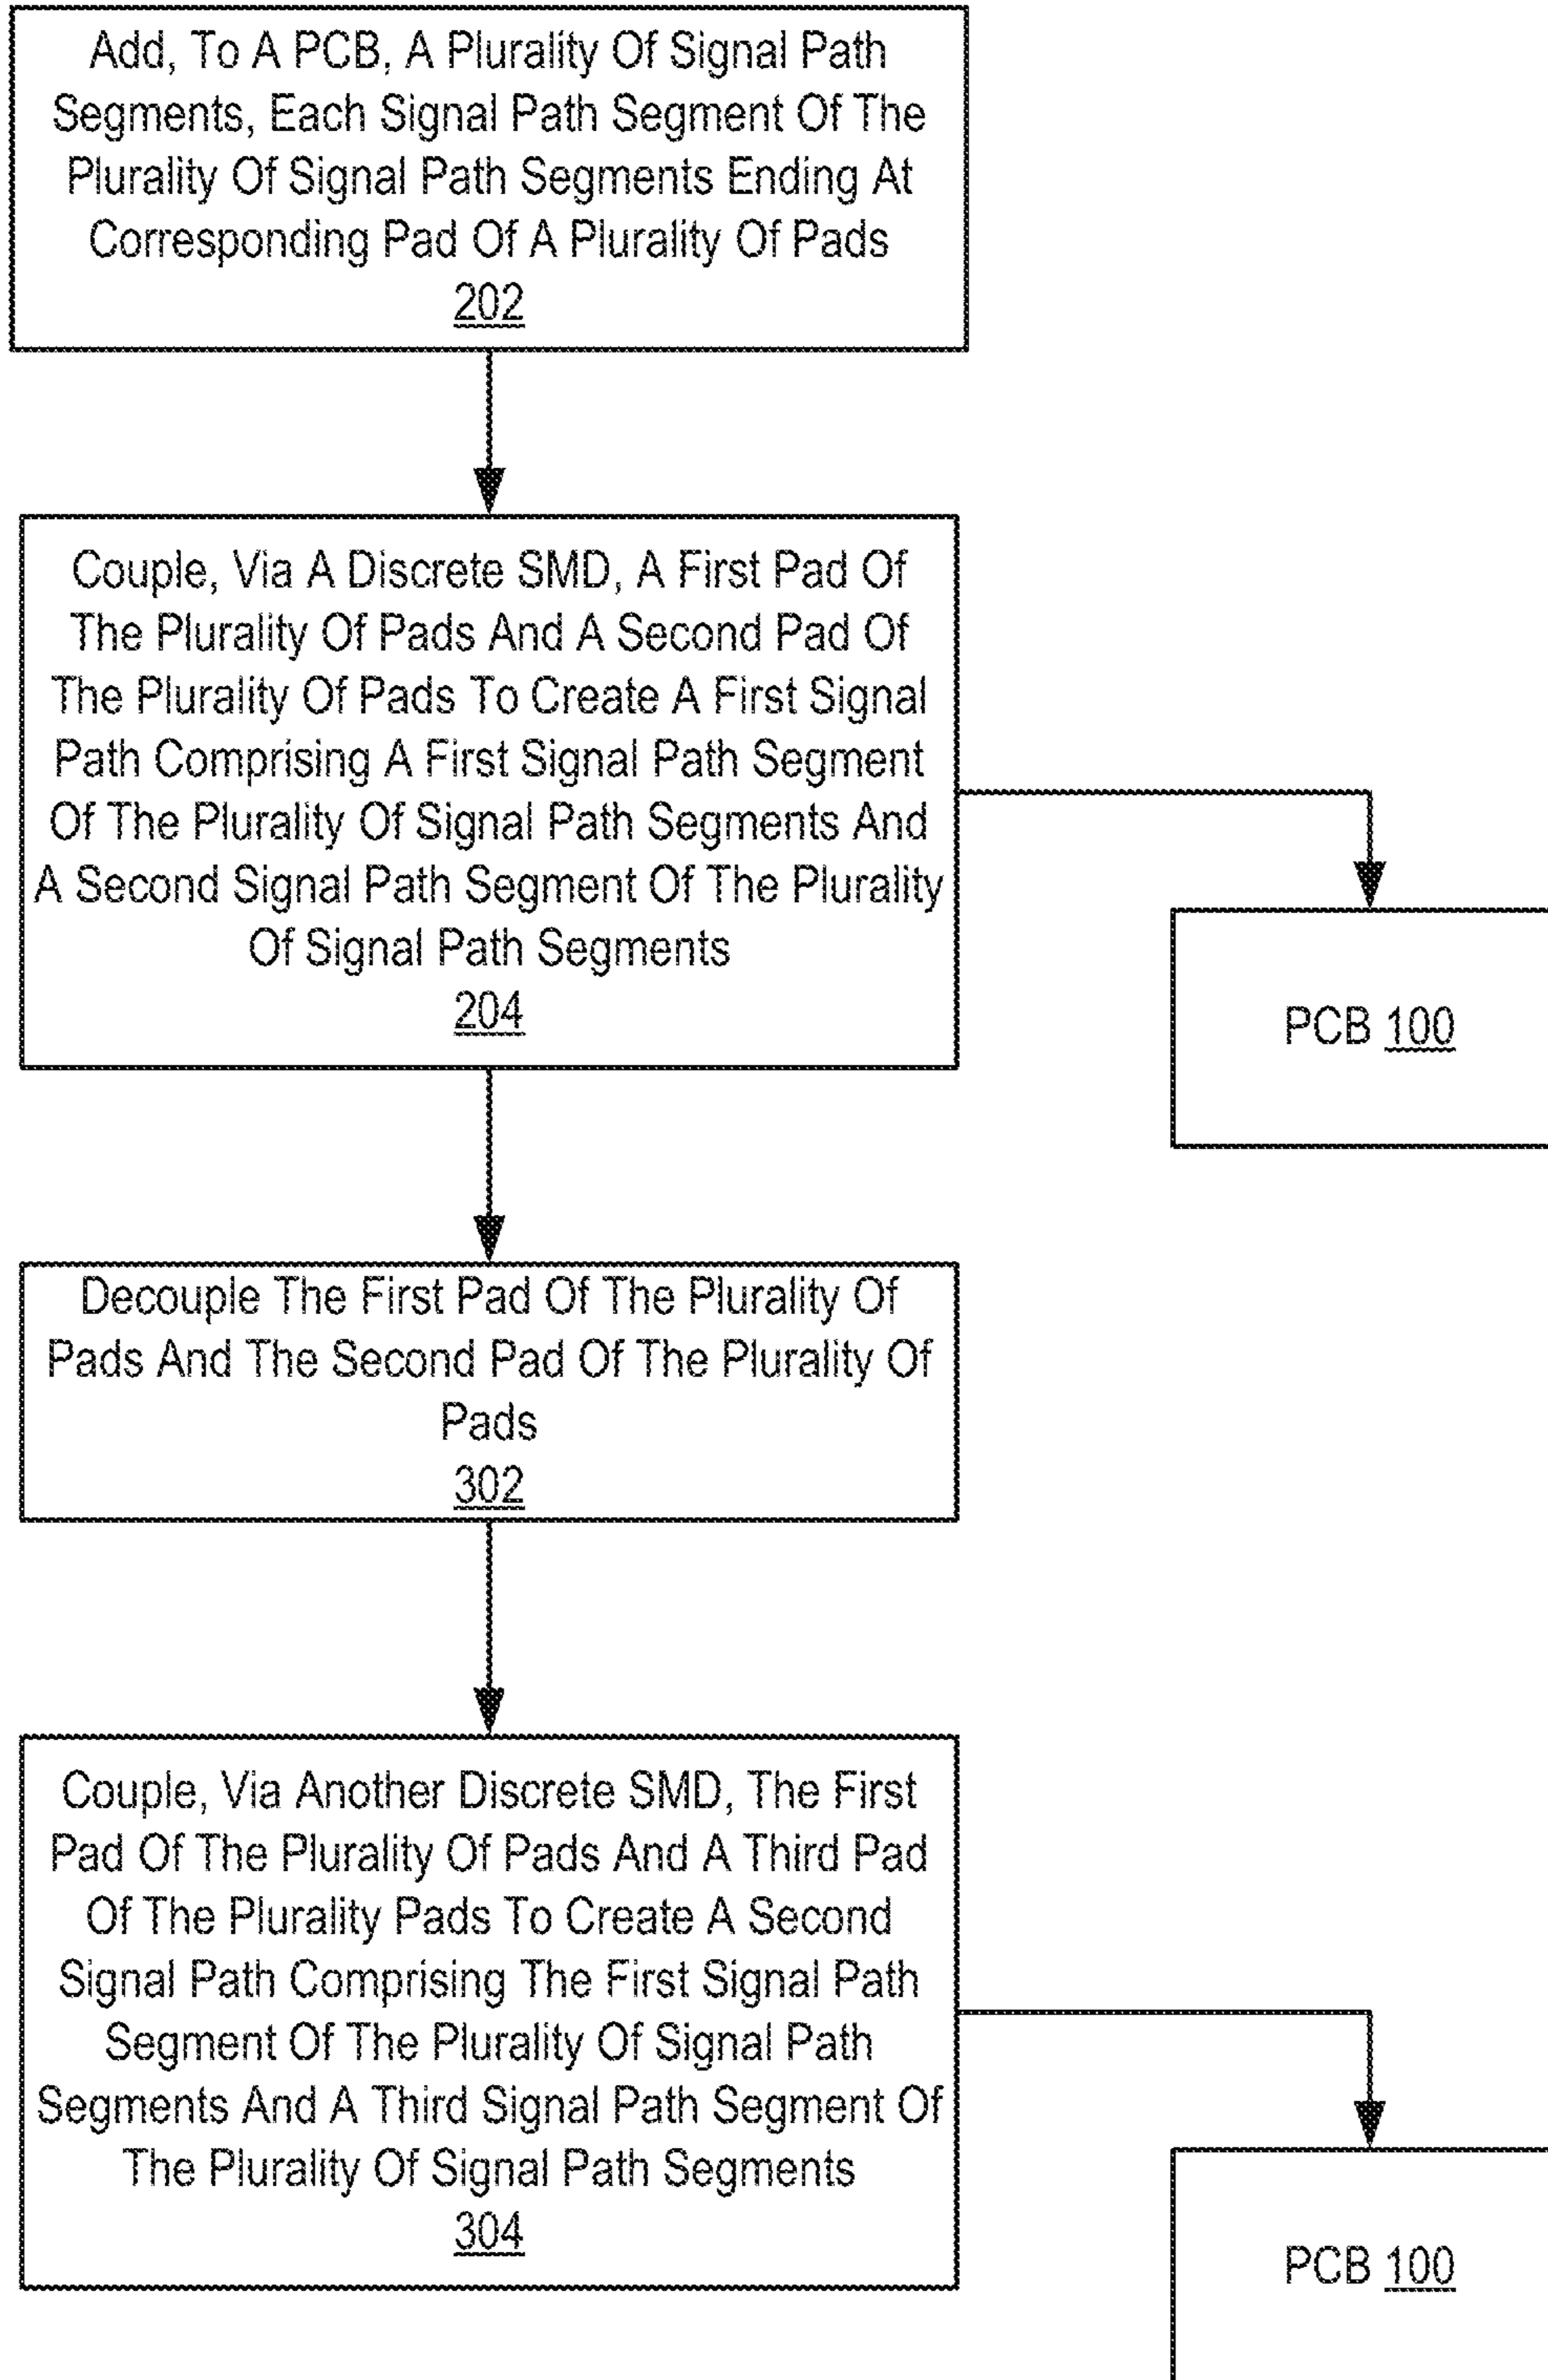 Add, To A PCB, A Plurality Of Signal Path
Segments, Each Signal Path Segment Of The
Plurality Of Signal Path Segments Ending At
Corresponding Pad Of A Plurality Of Pads
202
Couple, Via A Discrete SMD, A First Pad Of
The Plurality Of Pads And A Second Pad Of
The Plurality Of Pads To Create A First Signal
Path Comprising A First Signal Path Segment
Of The Plurality Of Signal Path Segments And
A Second Signal Path Segment Of The Plurality
Of Signal Path Segments
204
PCB 100
Decouple The First Pad Of The Plurality Of
Pads And The Second Pad Of The Plurality Of
Pads
302
Couple, Via Another Discrete SMD, The First
Pad Of The Plurality Of Pads And A Third Pad
Of The Plurality Pads To Create A Second
Signal Path Comprising The First Signal Path
Segment Of The Plurality Of Signal Path
Segments And A Third Signal Path Segment Of
The Plurality Of Signal Path Segments
304
PCB 100